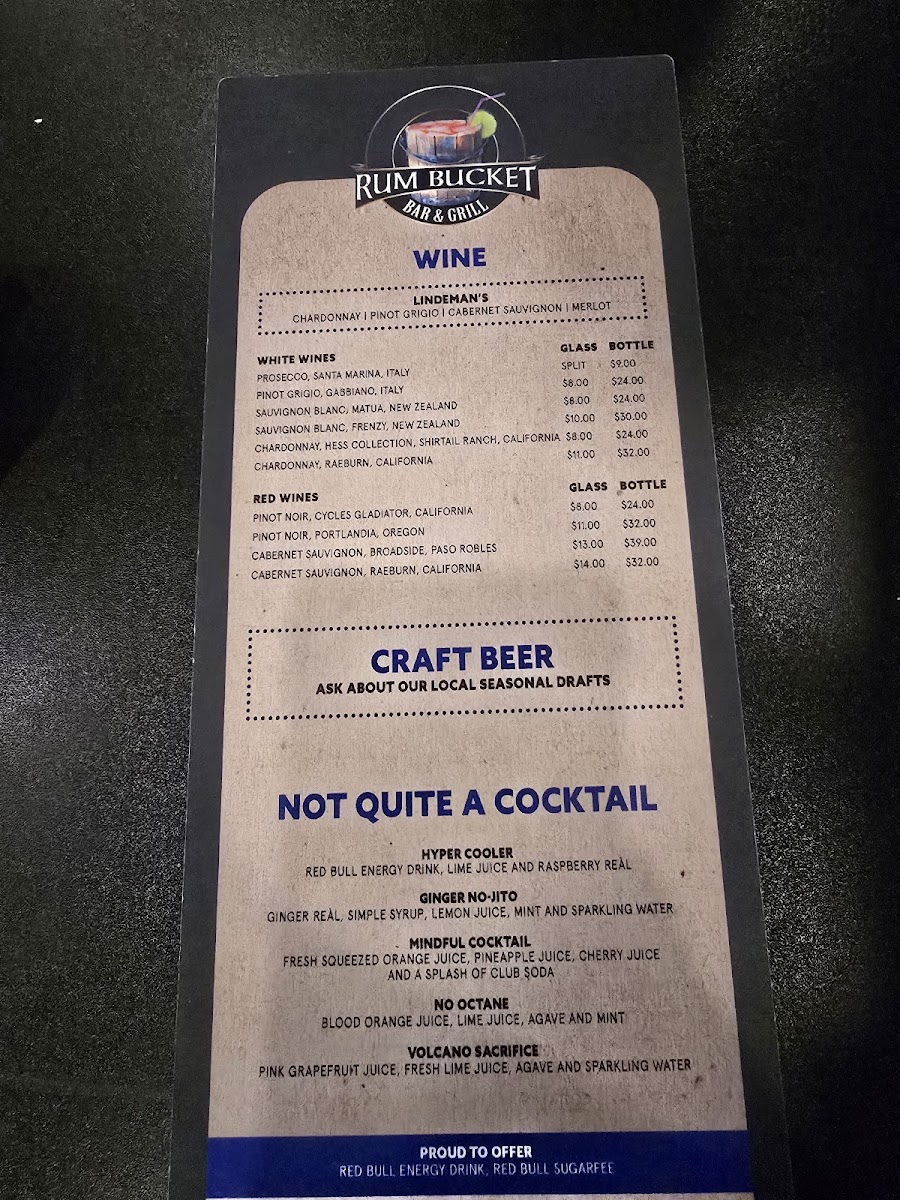 RUM BUCKET
BAR & GRILL
WINE
LINDEMAN'S
CHARDONNAY | PINOT GRIGIO | CABERNET SAUVIGNON | MERLOT
WHITE WINES GLASS BOTTLE
PROSECCO, SANTA MARINA, ITALY SPLIT $9.00
PINOT GRIGIO, GABBIANO, ITALY $8.00 $24.00
SAUVIGNON BLANC, MATUA, NEW ZEALAND $8.00 $24.00
SAUVIGNON BLANC, FRENZY, NEW ZEALAND $10.00 $30.00
CHARDONNAY, HESS COLLECTION, SHIRTAIL RANCH, CALIFORNIA $8.00 $24.00
CHARDONNAY, RAEBURN, CALIFORNIA $11.00 $32.00
RED WINES GLASS BOTTLE
PINOT NOIR, CYCLES GLADIATOR, CALIFORNIA $8.00 $24.00
PINOT NOIR, PORTLANDIA, OREGON $11.00 $32.00
CABERNET SAUVIGNON, BROADSIDE, PASO ROBLES $13.00 $39.00
CABERNET SAUVIGNON, RAEBURN, CALIFORNIA $14.00 $32.00
CRAFT BEER
ASK ABOUT OUR LOCAL SEASONAL DRAFTS
NOT QUITE A COCKTAIL
HYPER COOLER
RED BULL ENERGY DRINK, LIME JUICE AND RASPBERRY REÀL
GINGER NO-JITO
GINGER REÀL, SIMPLE SYRUP, LEMON JUICE, MINT AND SPARKLING WATER
MINDFUL COCKTAIL
FRESH SQUEEZED ORANGE JUICE, PINEAPPLE JUICE, CHERRY JUICE
AND A SPLASH OF CLUB SODA
NO OCTANE
BLOOD ORANGE JUICE, LIME JUICE, AGAVE AND MINT
VOLCANO SACRIFICE
PINK GRAPEFRUIT JUICE, FRESH LIME JUICE, AGAVE AND SPARKLING WATER
PROUD TO OFFER
RED BULL ENERGY DRINK, RED BULL SUGARFEE